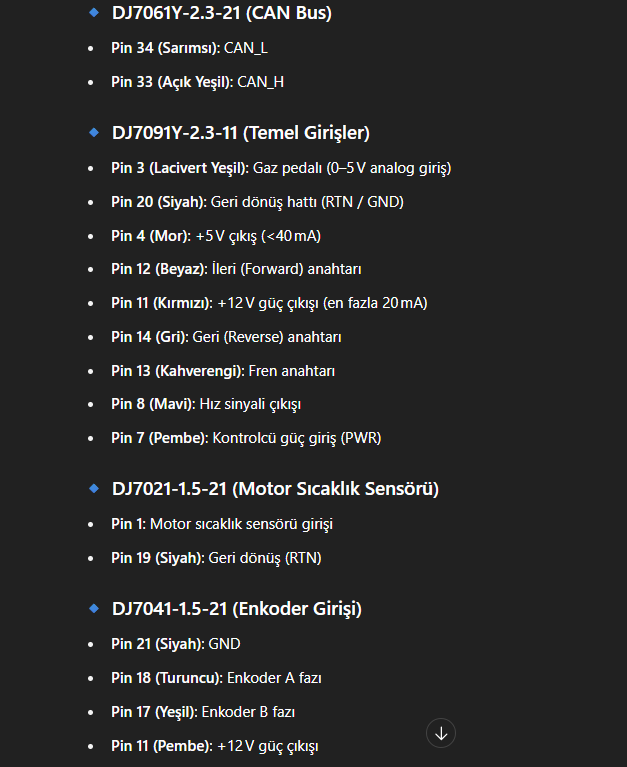 DJ7061Y-2.3-21 (CAN Bus)
Pin 34 (Sarımsı): CAN_L
Pin 33 (Açık Yeşil): CAN_H
DJ7091Y-2.3-11 (Temel Girişler)
Pin 3 (Lacivert Yeşil): Gaz pedalı (0–5 V analog giriş)
Pin 20 (Siyah): Geri dönüş hattı (RTN / GND)
Pin 4 (Mor): +5 V çıkış (<40 mA)
Pin 12 (Beyaz): İleri (Forward) anahtarı
Pin 11 (Kırmızı): +12 V güç çıkışı (en fazla 20 mA)
Pin 14 (Gri): Geri (Reverse) anahtarı
Pin 13 (Kahverengi): Fren anahtarı
Pin 8 (Mavi): Hız sinyali çıkışı
Pin 7 (Pembe): Kontrolcü güç giriş (PWR)
DJ7021-1.5-21 (Motor Sıcaklık Sensörü)
Pin 1: Motor sıcaklık sensörü girişi
Pin 19 (Siyah): Geri dönüş (RTN)
DJ7041-1.5-21 (Enkoder Girişi)
Pin 21 (Siyah): GND
Pin 18 (Turuncu): Enkoder A fazı
Pin 17 (Yeşil): Enkoder B fazı
Pin 11 (Pembe): +12 V güç çıkışı